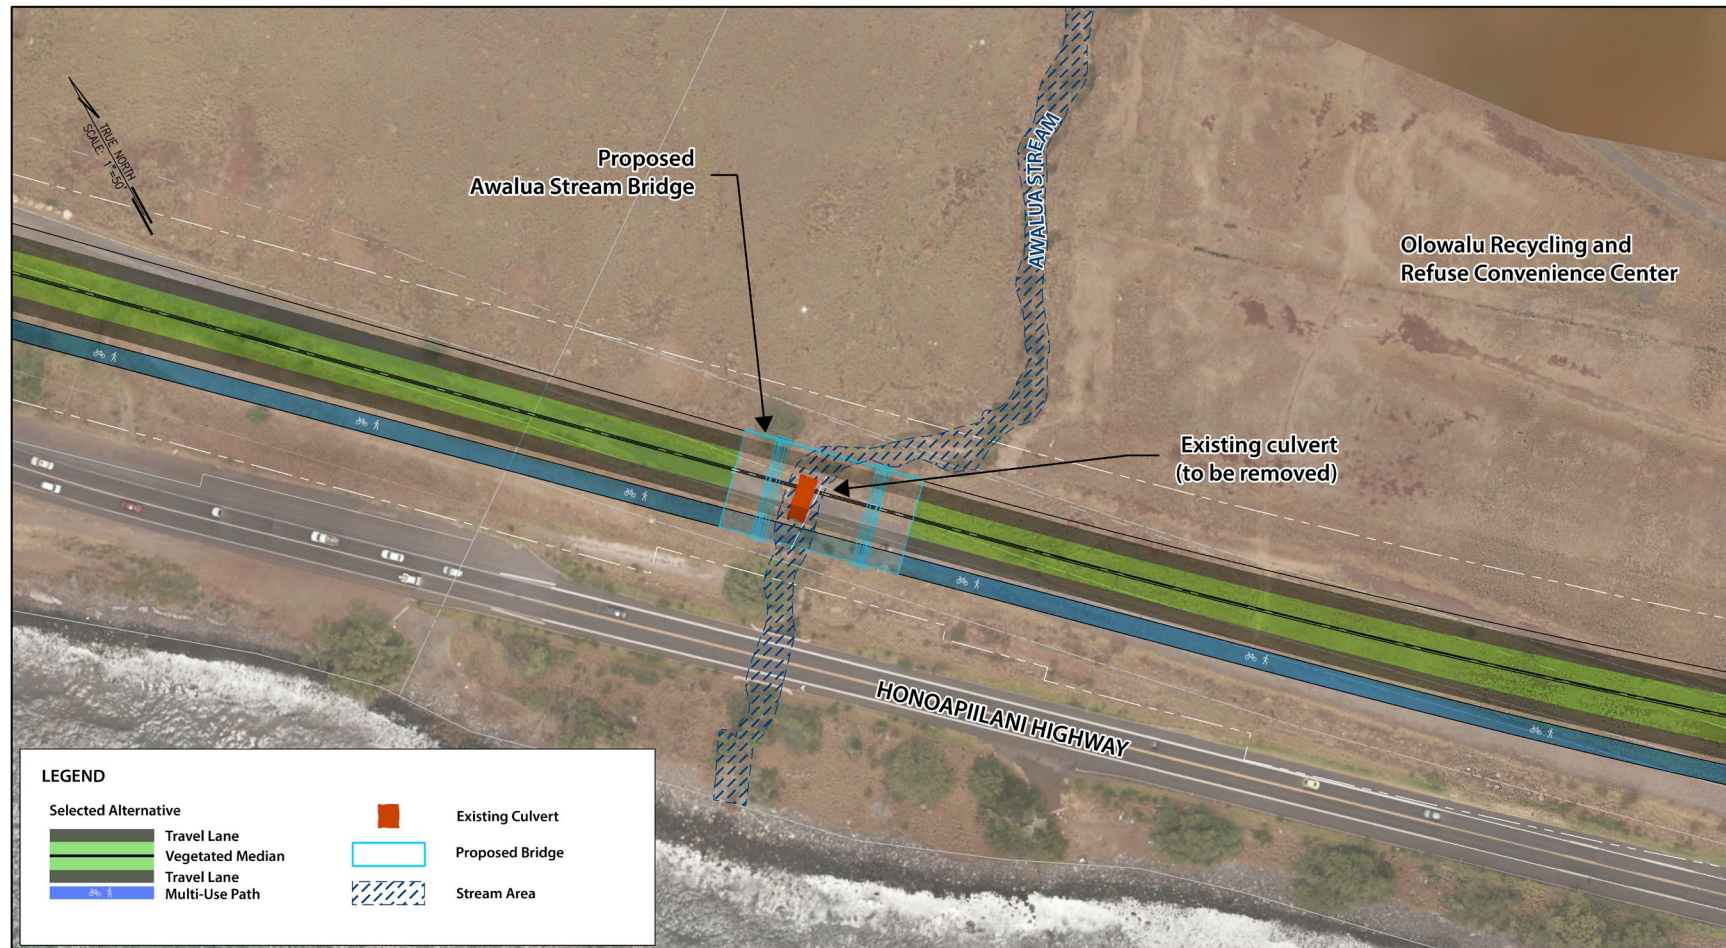 TRUE NORTH
SCALE: 1"=50'
Proposed
Awalua Stream Bridge
AWALUA STREAM
Olowalu Recycling and
Refuse Convenience Center
Existing culvert
(to be removed)
HONOAPIILANI HIGHWAY
LEGEND
Selected Alternative
Travel Lane
Vegetated Median
Travel Lane
Multi-Use Path
Existing Culvert
Proposed Bridge
Stream Area